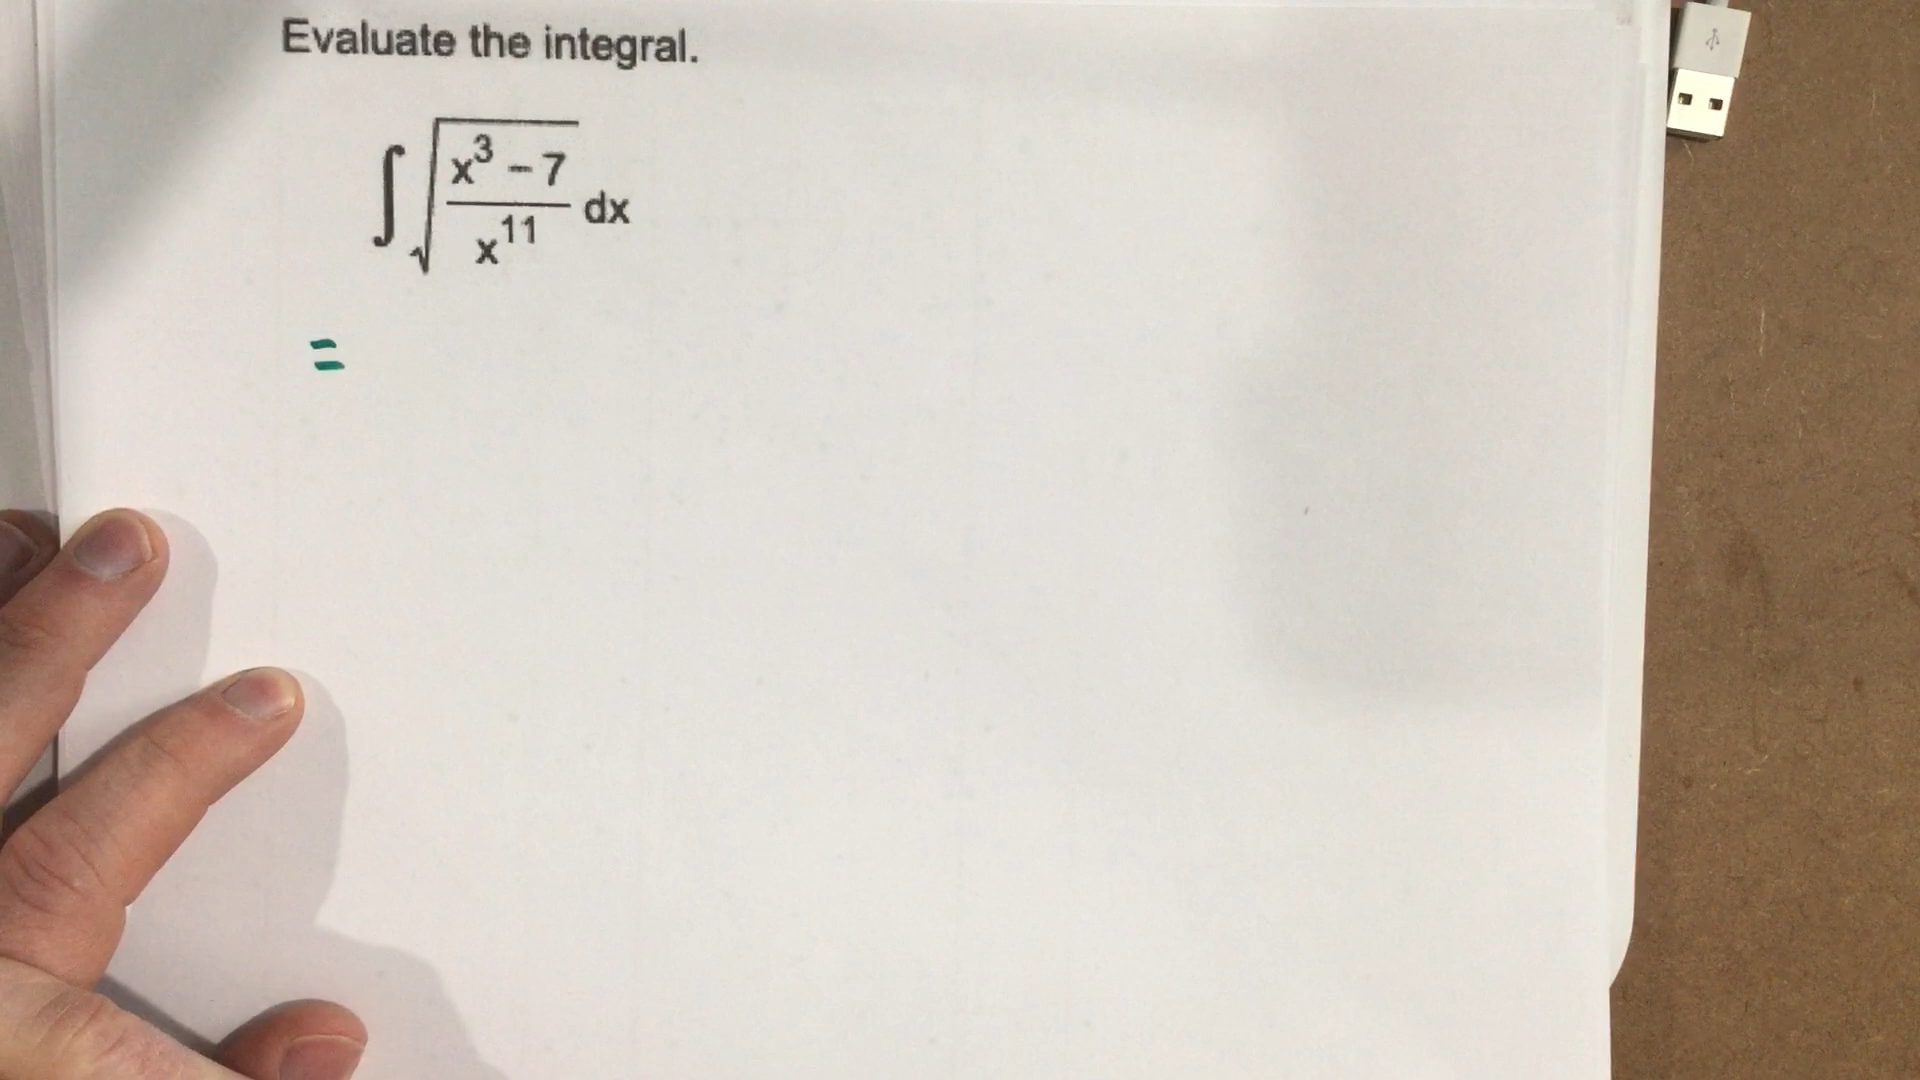 Evaluate the integral.
∫ √((x³ − 7)/x¹¹) dx
=